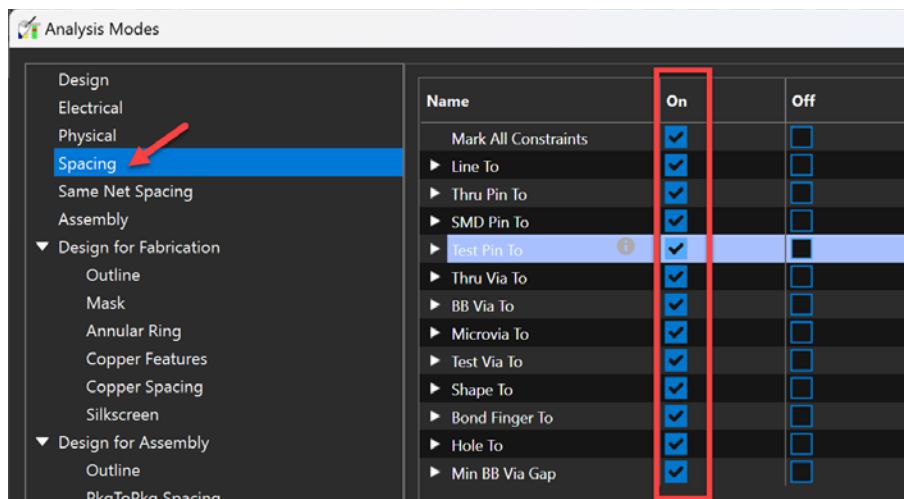 Analysis Modes
Design
Electrical
Physical
Spacing
Same Net Spacing
Assembly
Design for Fabrication
Outline
Mask
Annular Ring
Copper Features
Copper Spacing
Silkscreen
Design for Assembly
Outline
PkgToPkg Spacing
Name On Off
Mark All Constraints
Line To
Thru Pin To
SMD Pin To
Test Pin To
Thru Via To
BB Via To
Microvia To
Test Via To
Shape To
Bond Finger To
Hole To
Min BB Via Gap